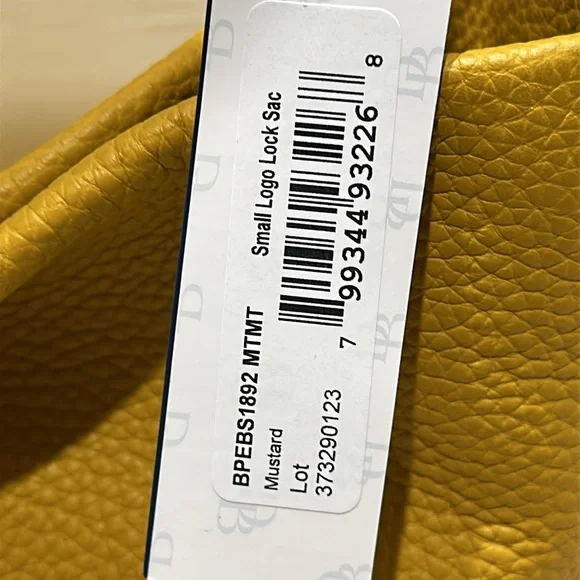 BPEBS1892 MTMT
Small Logo Lock Sac
Mustard
Lot
373290123
7 99344 93226 8